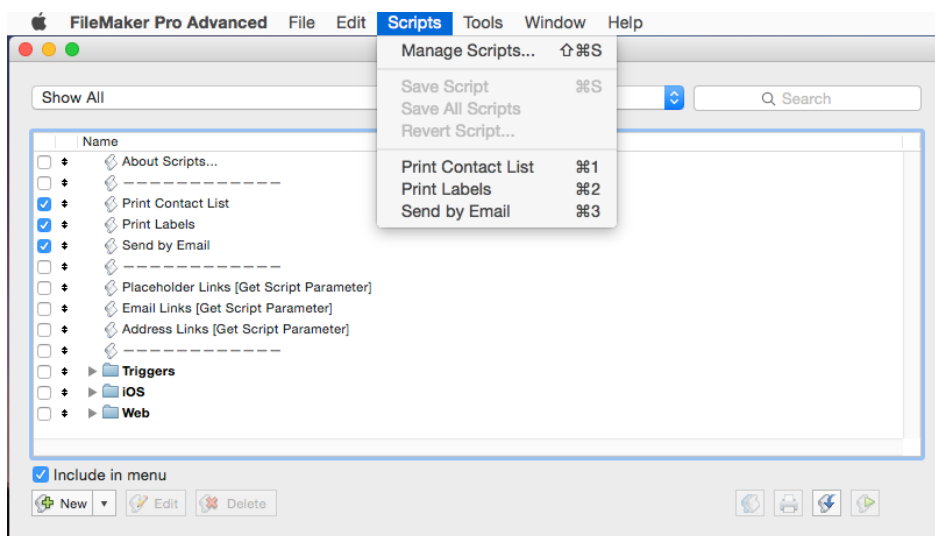 FileMaker Pro Advanced File Edit Scripts Tools Window Help
Manage Scripts... ⇧⌘S
Save Script ⌘S
Save All Scripts
Revert Script...
Print Contact List ⌘1
Print Labels ⌘2
Send by Email ⌘3
Show All
Search
Name
About Scripts...
– – – – – – – – – – – –
Print Contact List
Print Labels
Send by Email
– – – – – – – – – – – –
Placeholder Links [Get Script Parameter]
Email Links [Get Script Parameter]
Address Links [Get Script Parameter]
– – – – – – – – – – – –
Triggers
iOS
Web
Include in menu
New Edit Delete